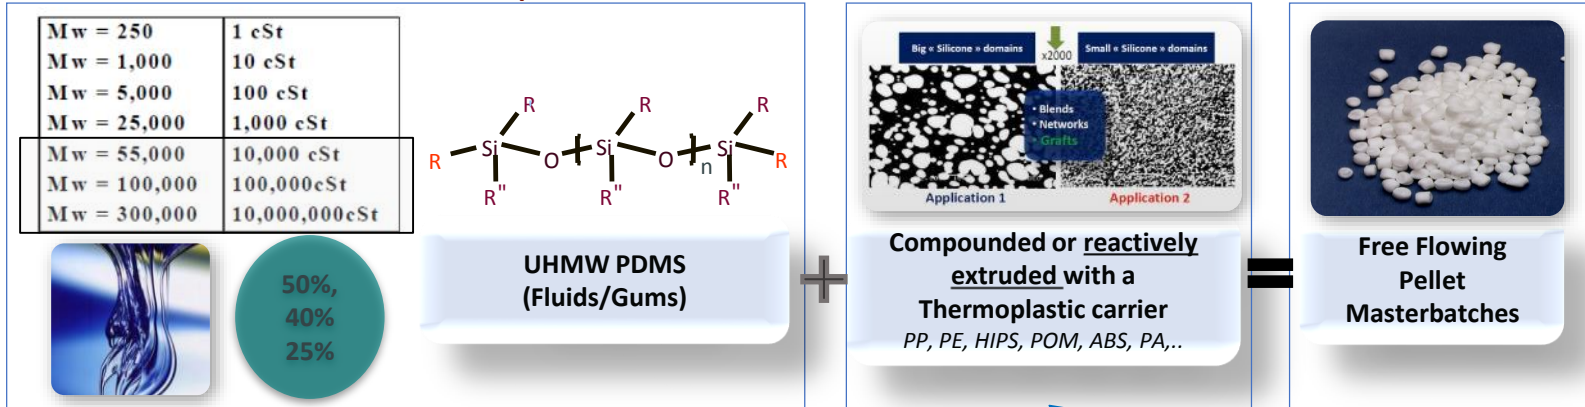 Mw = 250 1 cSt
Mw = 1,000 10 cSt
Mw = 5,000 100 cSt
Mw = 25,000 1,000 cSt
Mw = 55,000 10,000 cSt
Mw = 100,000 100,000cSt
Mw = 300,000 10,000,000cSt
50%,
40%
25%
R R R
R Si O Si O Si R
n
R" R" R"
UHMW PDMS
(Fluids/Gums)
+
Big « Silicone » domains x2000 Small « Silicone » domains
• Blends
• Networks
• Grafts
Application 1 Application 2
Compounded or reactively
extruded with a
Thermoplastic carrier
PP, PE, HIPS, POM, ABS, PA,..
=
Free Flowing
Pellet
Masterbatches